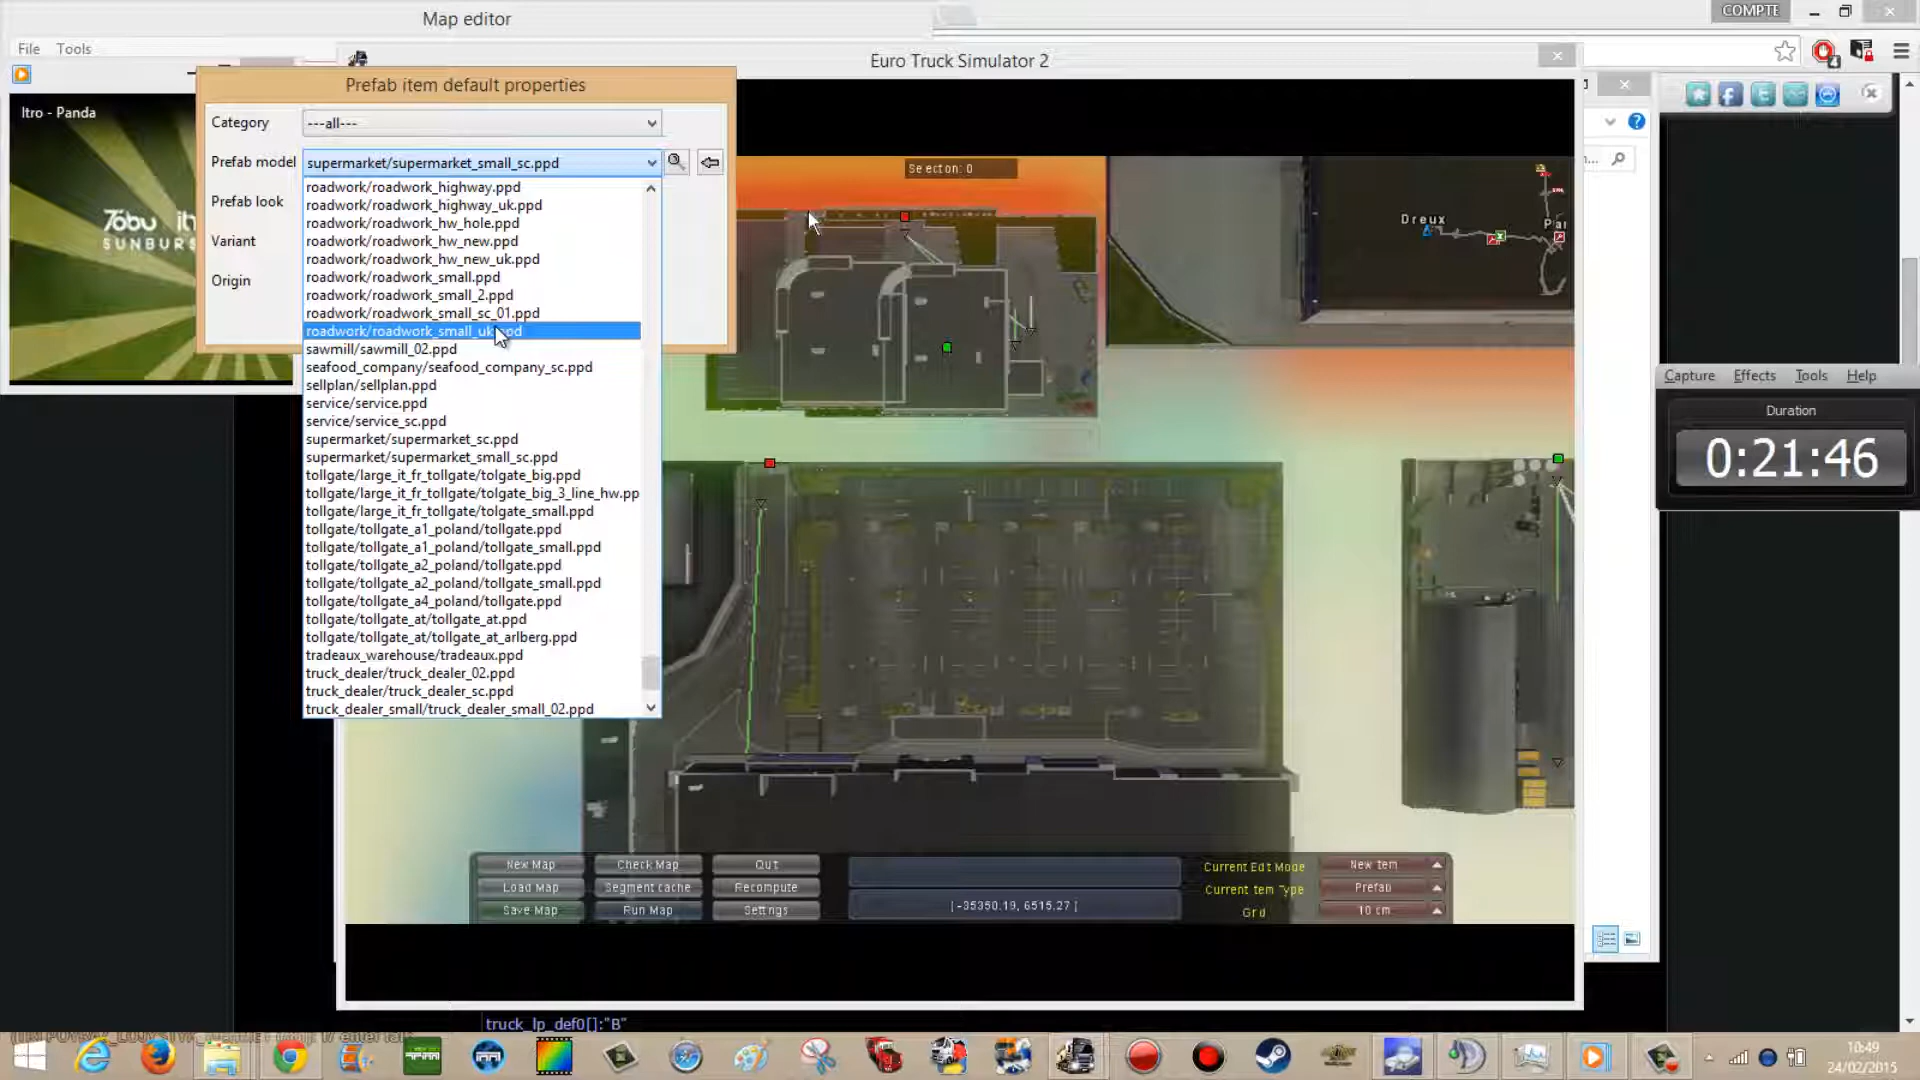 Map editor
COMPTE
File Tools
Euro Truck Simulator 2
Prefab item default properties
Itro - Panda
Category
---all---
Prefab model
supermarket/supermarket_small_sc.ppd
Prefab look
Variant
Origin
SUNBURS
roadwork/roadwork_highway.ppd
roadwork/roadwork_highway_uk.ppd
roadwork/roadwork_hw_hole.ppd
roadwork/roadwork_hw_new.ppd
roadwork/roadwork_hw_new_uk.ppd
roadwork/roadwork_small.ppd
roadwork/roadwork_small_2.ppd
roadwork/roadwork_small_sc_01.ppd
sawmill/sawmill_02.ppd
seafood_company/seafood_company_sc.ppd
sellplan/sellplan.ppd
service/service.ppd
service/service_sc.ppd
supermarket/supermarket_sc.ppd
supermarket/supermarket_small_sc.ppd
tollgate/large_it_fr_tollgate/tolgate_big.ppd
tollgate/large_it_fr_tollgate/tolgate_big_3_line_hw.pp
tollgate/large_it_fr_tollgate/tolgate_small.ppd
tollgate/tollgate_a1_poland/tollgate.ppd
tollgate/tollgate_a1_poland/tollgate_small.ppd
tollgate/tollgate_a2_poland/tollgate.ppd
tollgate/tollgate_a2_poland/tollgate_small.ppd
tollgate/tollgate_a4_poland/tollgate.ppd
tollgate/tollgate_at/tollgate_at.ppd
tollgate/tollgate_at/tollgate_at_arlberg.ppd
tradeaux_warehouse/tradeaux.ppd
truck_dealer/truck_dealer_02.ppd
truck_dealer/truck_dealer_sc.ppd
truck_dealer_small/truck_dealer_small_02.ppd
Selection: 0
Dreux
Capture Effects Tools Help
Duration
0:21:46
New Map Check Map Quit
Load Map Segment cache Recompute
Save Map Run Map Settings
[ -35350.19, 6515.27 ]
Current Edit Mode New Item
Current Item Type Prefab
Grid 10 cm
truck_lp_def0[]:"B"
10:49
24/02/2015